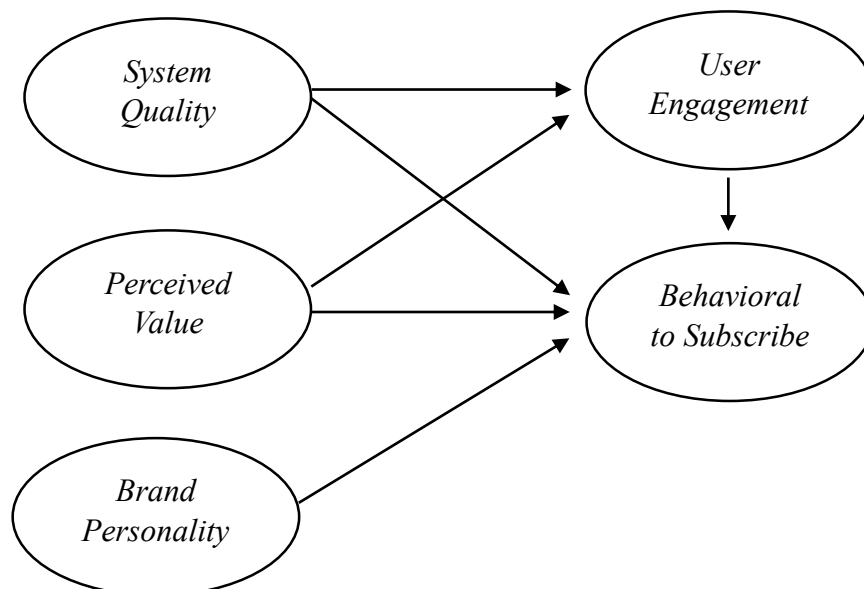 System
Quality
User
Engagement
Perceived
Value
Behavioral
to Subscribe
Brand
Personality